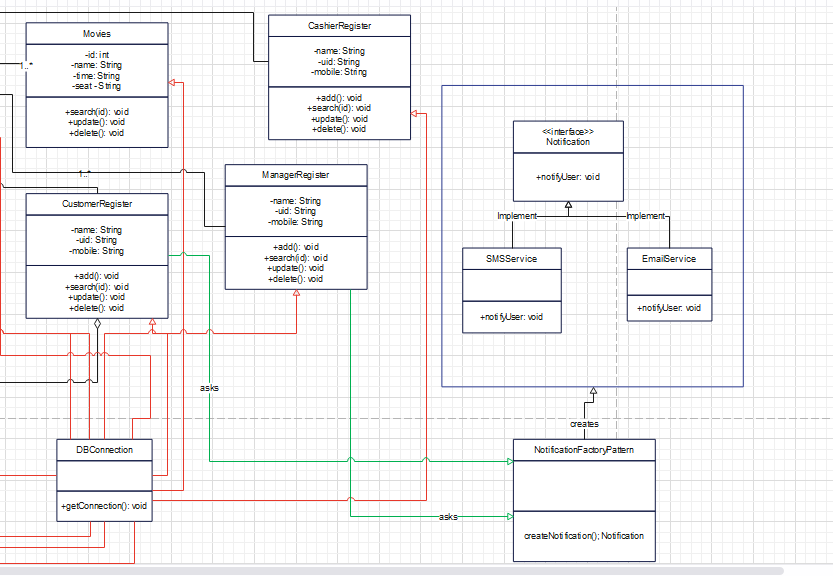 Movies
-id: int
-name: String
-time: String
-seat - String
+search(id): void
+update(): void
+delete(): void
1..*
CashierRegister
-name: String
-uid: String
-mobile: String
+add(): void
+search(id): void
+update(): void
+delete(): void
1..*
ManagerRegister
-name: String
-uid: String
-mobile: String
+add(): void
+search(id): void
+update(): void
+delete(): void
CustomerRegister
-name: String
-uid: String
-mobile: String
+add(): void
+search(id): void
+update(): void
+delete(): void
<<interface>>
Notification
+notifyUser: void
Implement
Implement
SMSService
+notifyUser: void
EmailService
+notifyUser: void
asks
creates
DBConnection
+getConnection(): void
asks
NotificationFactoryPattern
createNotification(); Notification